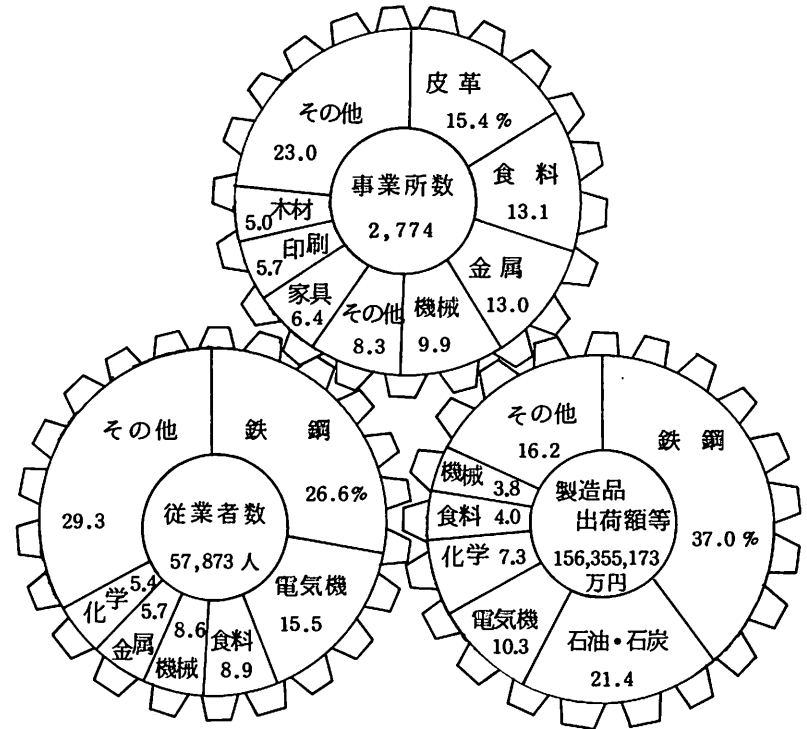 事業所数
2,774
皮革
15.4%
食料
13.1
金属
13.0
機械
9.9
その他
8.3
家具
6.4
印刷
5.7
木材
5.0
その他
23.0
従業者数
57,873人
鉄鋼
26.6%
電気機
15.5
食料
8.9
機械
8.6
金属
5.7
化学
5.4
その他
29.3
製造品
出荷額等
156,355,173
万円
鉄鋼
37.0%
石油・石炭
21.4
電気機
10.3
化学 7.3
食料 4.0
機械 3.8
その他
16.2